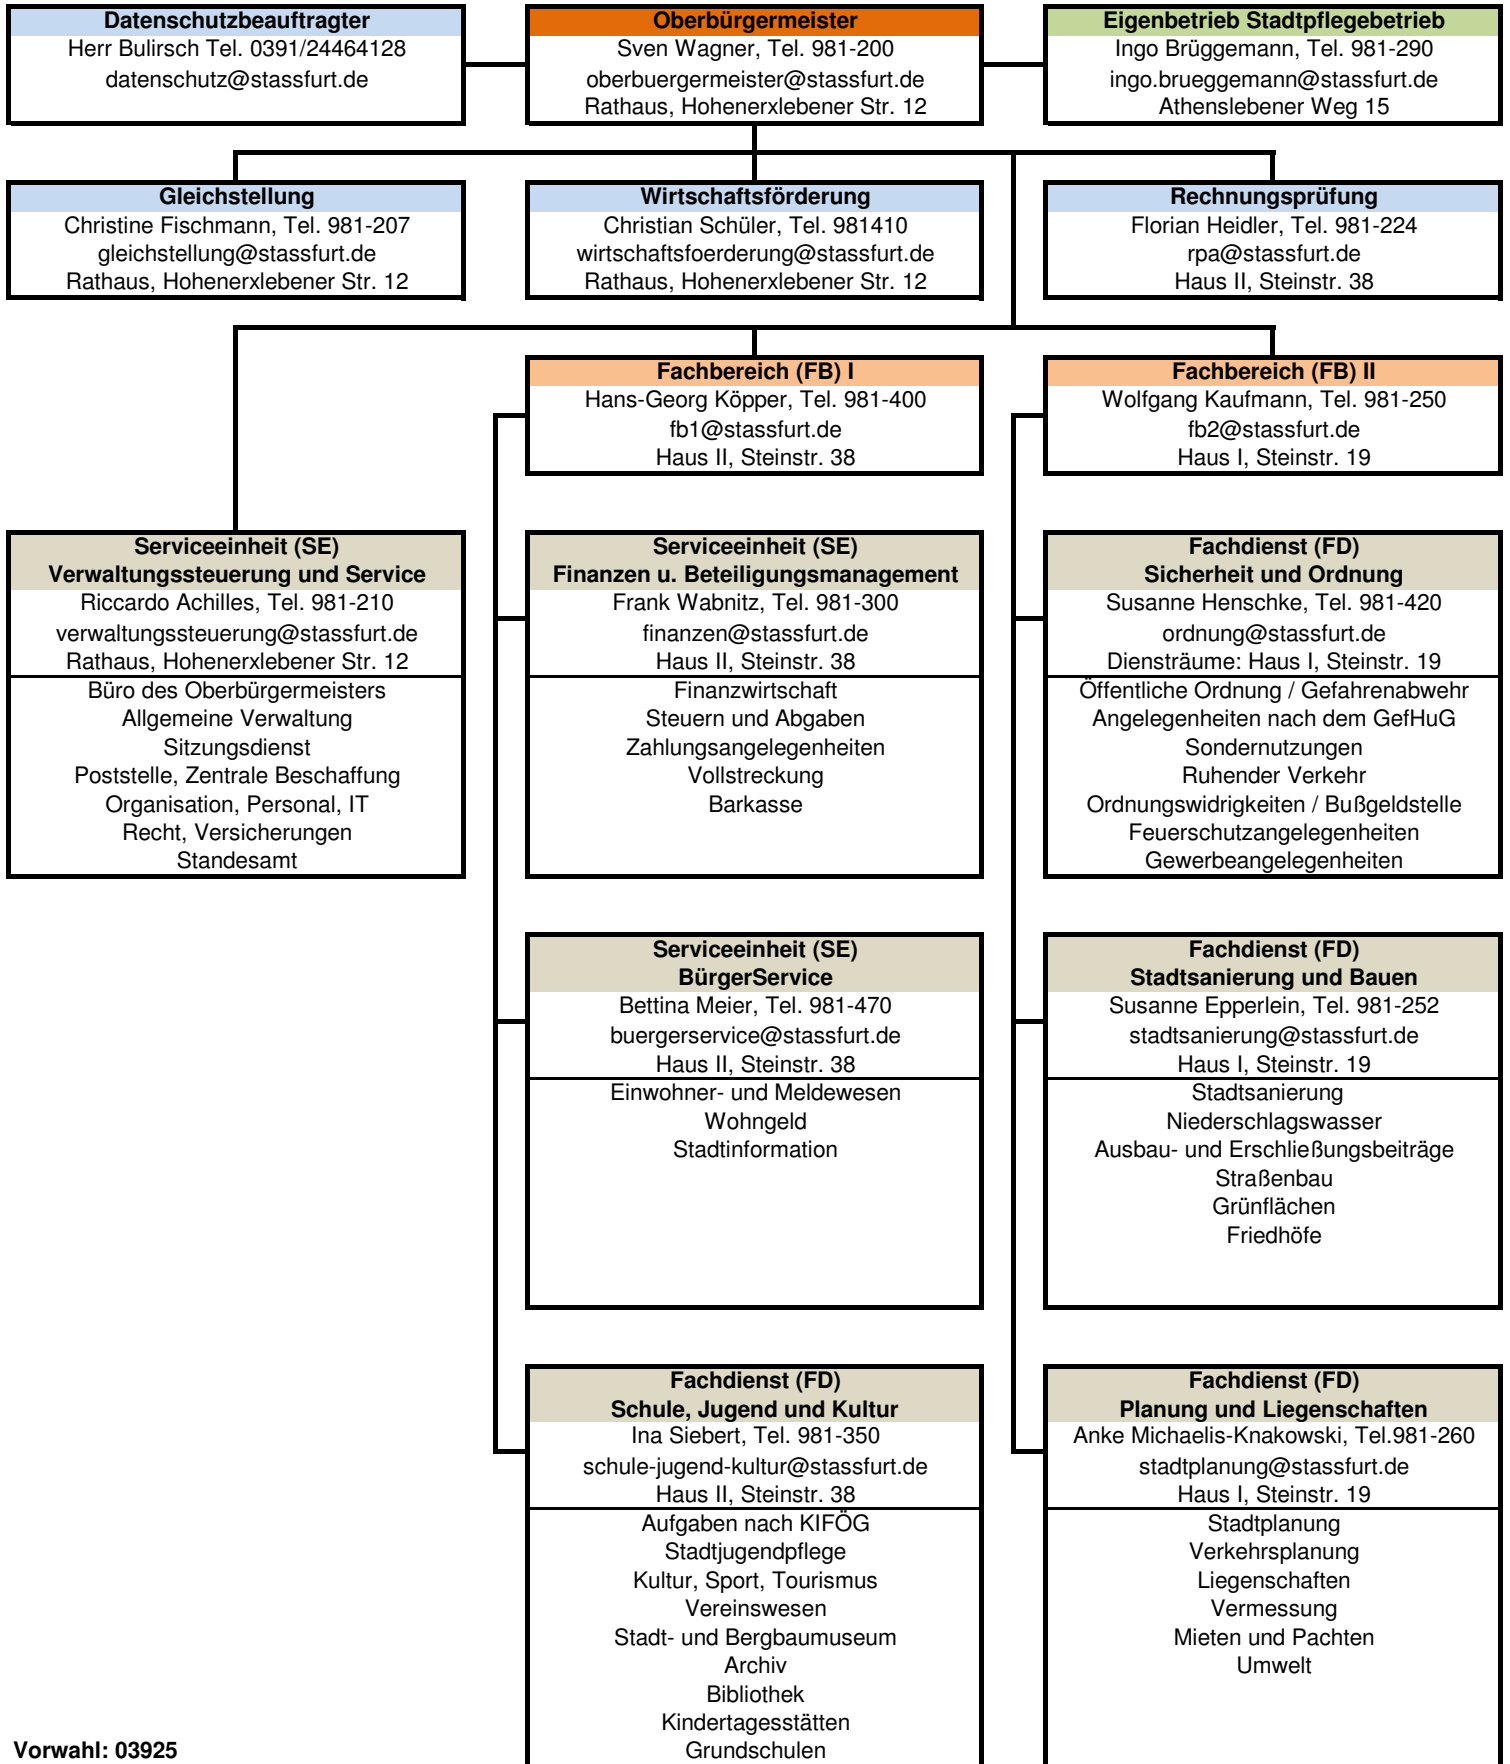 Datenschutzbeauftragter
Herr Bulirsch Tel. 0391/24464128
datenschutz@stassfurt.de
Oberbürgermeister
Sven Wagner, Tel. 981-200
oberbuergermeister@stassfurt.de
Rathaus, Hohenerxlebener Str. 12
Eigenbetrieb Stadtpflegebetrieb
Ingo Brüggemann, Tel. 981-290
ingo.brueggemann@stassfurt.de
Athenslebener Weg 15
Gleichstellung
Christine Fischmann, Tel. 981-207
gleichstellung@stassfurt.de
Rathaus, Hohenerxlebener Str. 12
Wirtschaftsförderung
Christian Schüler, Tel. 981410
wirtschaftsfoerderung@stassfurt.de
Rathaus, Hohenerxlebener Str. 12
Rechnungsprüfung
Florian Heidler, Tel. 981-224
rpa@stassfurt.de
Haus II, Steinstr. 38
Fachbereich (FB) I
Hans-Georg Köpper, Tel. 981-400
fb1@stassfurt.de
Haus II, Steinstr. 38
Fachbereich (FB) II
Wolfgang Kaufmann, Tel. 981-250
fb2@stassfurt.de
Haus I, Steinstr. 19
Serviceeinheit (SE)
Verwaltungssteuerung und Service
Riccardo Achilles, Tel. 981-210
verwaltungssteuerung@stassfurt.de
Rathaus, Hohenerxlebener Str. 12
Büro des Oberbürgermeisters
Allgemeine Verwaltung
Sitzungsdienst
Poststelle, Zentrale Beschaffung
Organisation, Personal, IT
Recht, Versicherungen
Standesamt
Serviceeinheit (SE)
Finanzen u. Beteiligungsmanagement
Frank Wabnitz, Tel. 981-300
finanzen@stassfurt.de
Haus II, Steinstr. 38
Finanzwirtschaft
Steuern und Abgaben
Zahlungsangelegenheiten
Vollstreckung
Barkasse
Fachdienst (FD)
Sicherheit und Ordnung
Susanne Henschke, Tel. 981-420
ordnung@stassfurt.de
Diensträume: Haus I, Steinstr. 19
Öffentliche Ordnung / Gefahrenabwehr
Angelegenheiten nach dem GefHuG
Sondernutzungen
Ruhender Verkehr
Ordnungswidrigkeiten / Bußgeldstelle
Feuerschutzangelegenheiten
Gewerbeangelegenheiten
Serviceeinheit (SE)
BürgerService
Bettina Meier, Tel. 981-470
buergerservice@stassfurt.de
Haus II, Steinstr. 38
Einwohner- und Meldewesen
Wohngeld
Stadtinformation
Fachdienst (FD)
Stadtsanierung und Bauen
Susanne Epperlein, Tel. 981-252
stadtsanierung@stassfurt.de
Haus I, Steinstr. 19
Stadtsanierung
Niederschlagswasser
Ausbau- und Erschließungsbeiträge
Straßenbau
Grünflächen
Friedhöfe
Fachdienst (FD)
Schule, Jugend und Kultur
Ina Siebert, Tel. 981-350
schule-jugend-kultur@stassfurt.de
Haus II, Steinstr. 38
Aufgaben nach KIFÖG
Stadtjugendpflege
Kultur, Sport, Tourismus
Vereinswesen
Stadt- und Bergbaumuseum
Archiv
Bibliothek
Kindertagesstätten
Grundschulen
Fachdienst (FD)
Planung und Liegenschaften
Anke Michaelis-Knakowski, Tel.981-260
stadtplanung@stassfurt.de
Haus I, Steinstr. 19
Stadtplanung
Verkehrsplanung
Liegenschaften
Vermessung
Mieten und Pachten
Umwelt
Vorwahl: 03925